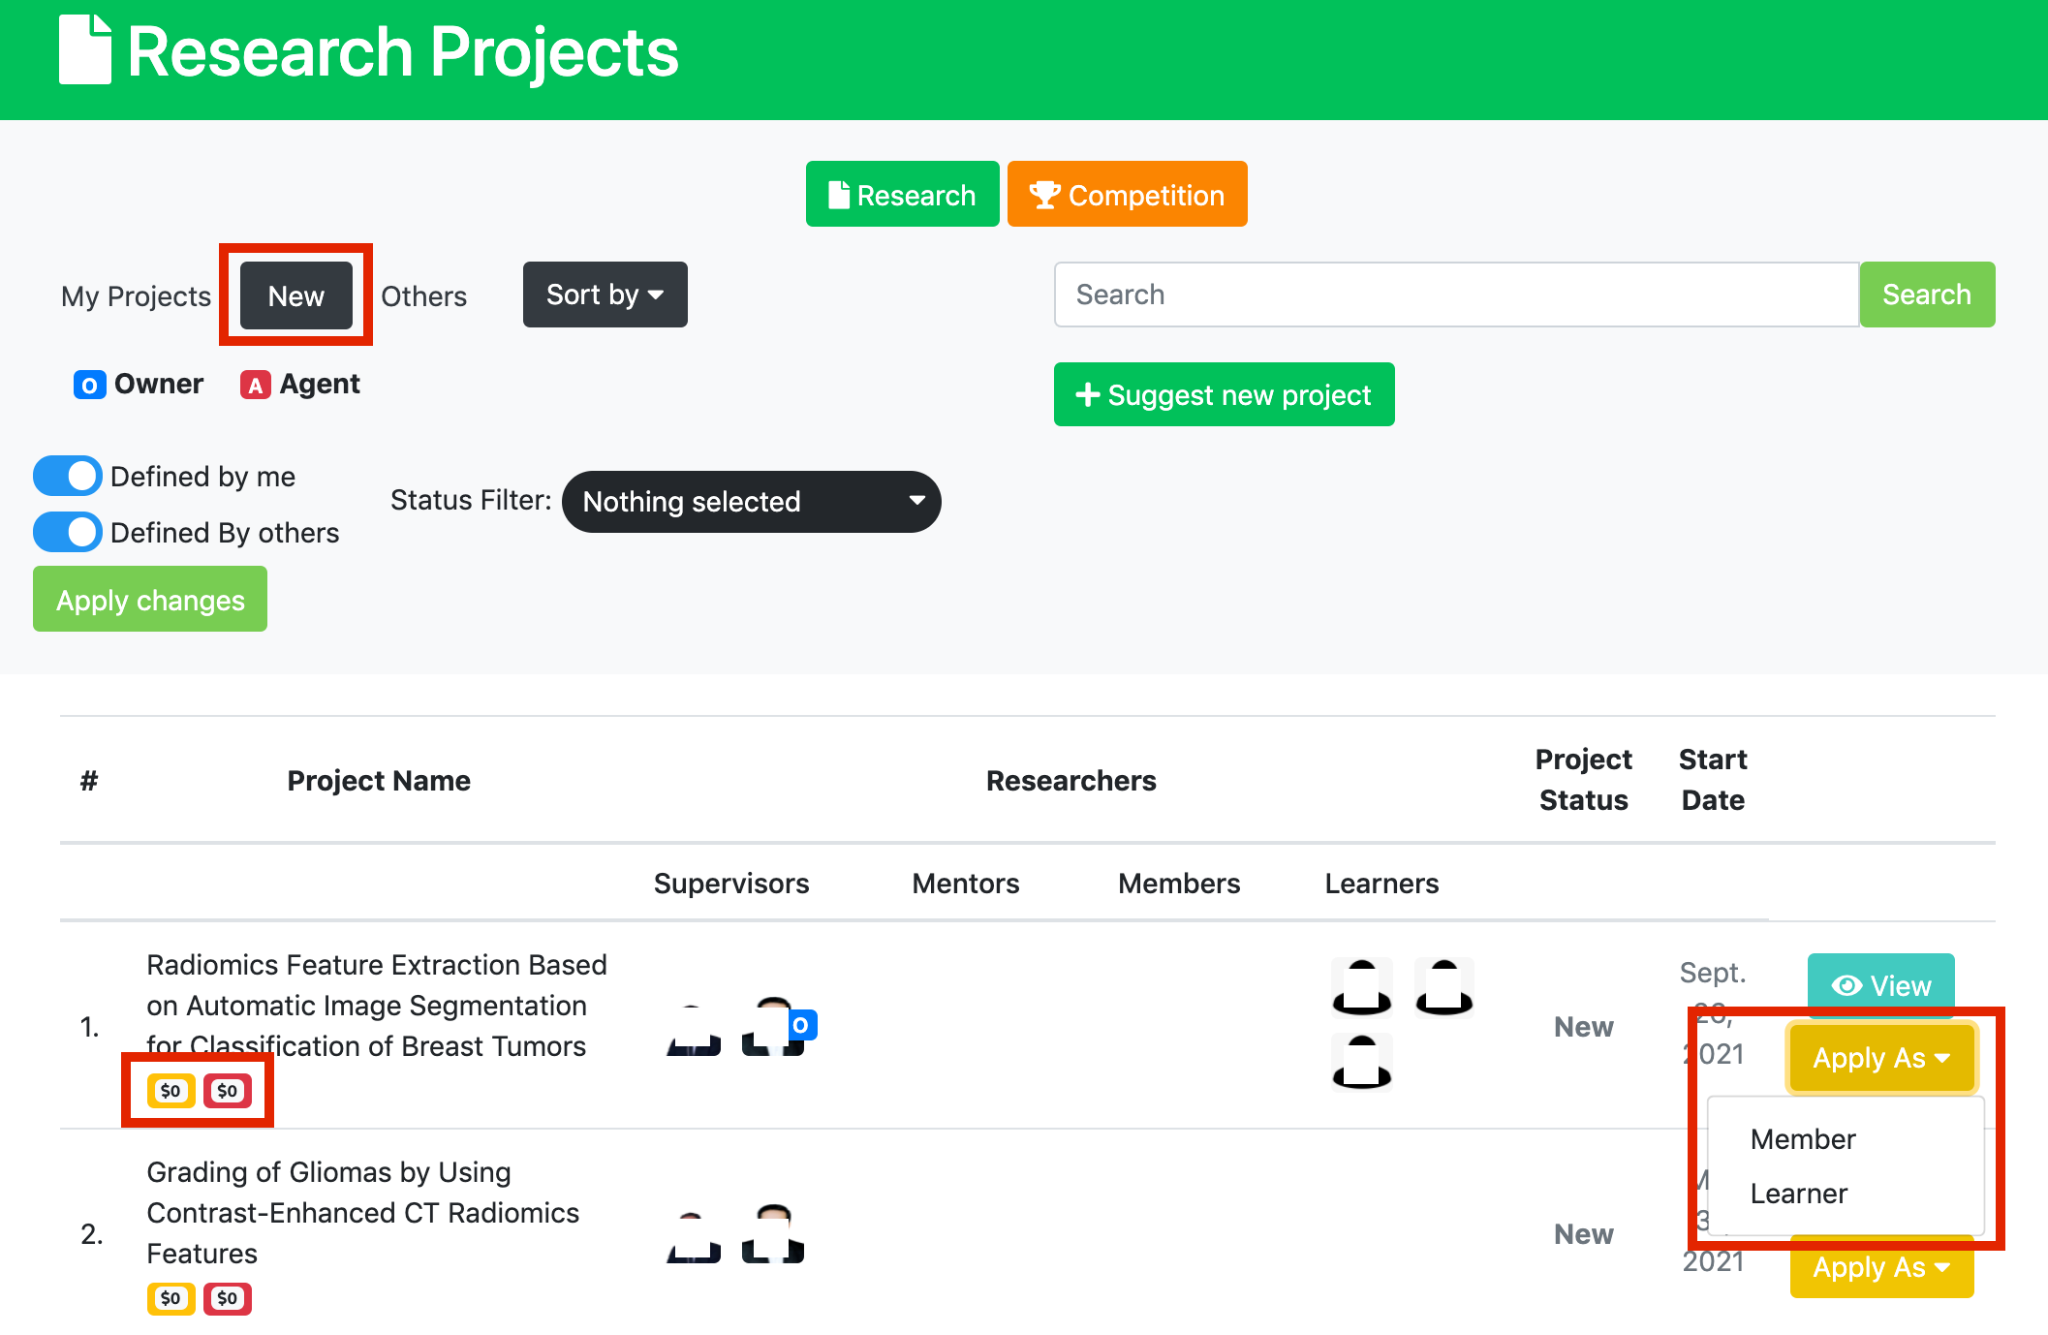 Research Projects
Research
Competition
My Projects
New
Others
Sort by
Search
Search
O Owner
A Agent
Suggest new project
Defined by me
Defined By others
Status Filter:
Nothing selected
Apply changes
#
Project Name
Researchers
Project
Status
Start
Date
Supervisors
Mentors
Members
Learners
1.
Radiomics Feature Extraction Based
on Automatic Image Segmentation
for Classification of Breast Tumors
$0 $0
O
New
Sept.
2021
View
Apply As
Member
Learner
2.
Grading of Gliomas by Using
Contrast-Enhanced CT Radiomics
Features
$0 $0
New
2021
Apply As